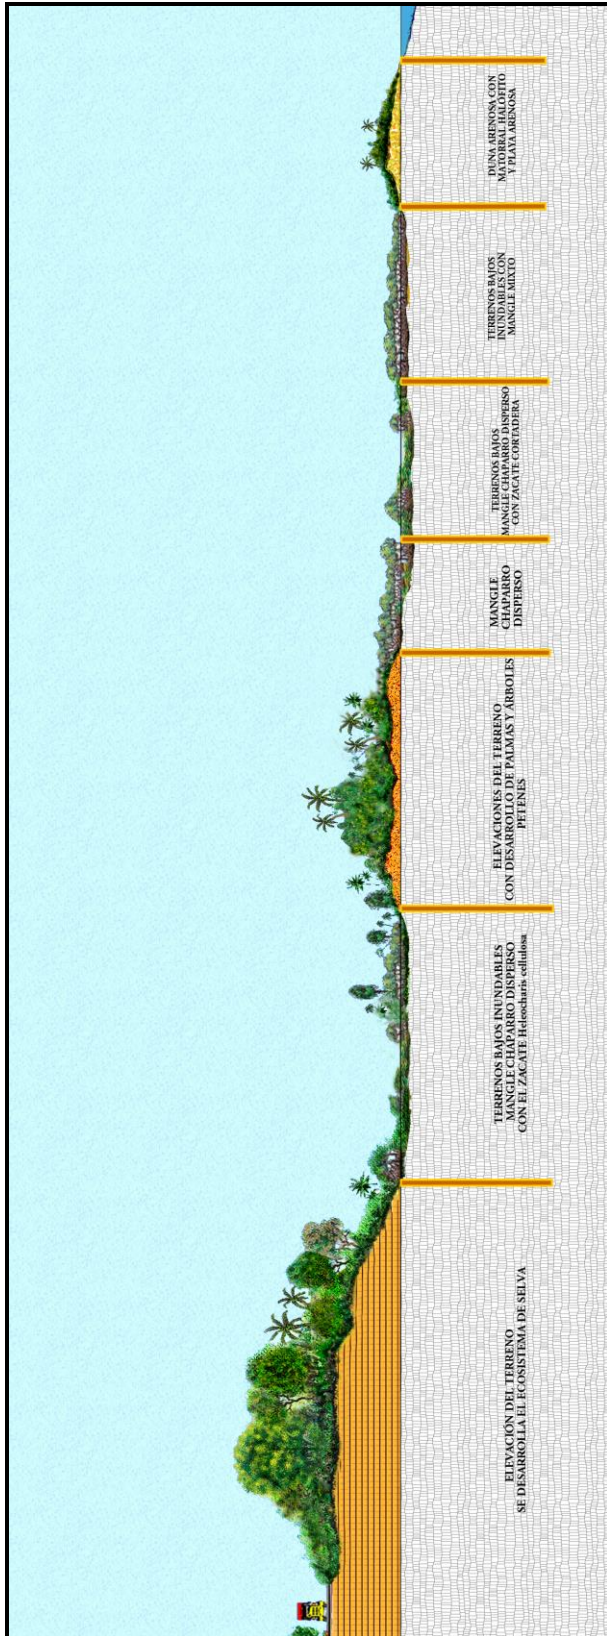 ELEVACIÓN DEL TERRENO
SE DESARROLLA EL ECOSISTEMA DE SELVA
TERRENOS BAJOS INUNDABLES
MANGLE CHAPARRO DISPERSO
CON EL ZACATE Heleocharis cellulosa
ELEVACIONES DEL TERRENO
CON DESARROLLO DE PALMAS Y ÁRBOLES
PETENES
MANGLE
CHAPARRO
DISPERSO
TERRENOS BAJOS
MANGLE CHAPARRO DISPERSO
CON ZACATE CORTADERA
TERRENOS BAJOS
INUNDABLES CON
MANGLE MIXTO
DUNA ARENOSA CON
MATORRAL HALOFITO
Y PLAYA ARENOSA